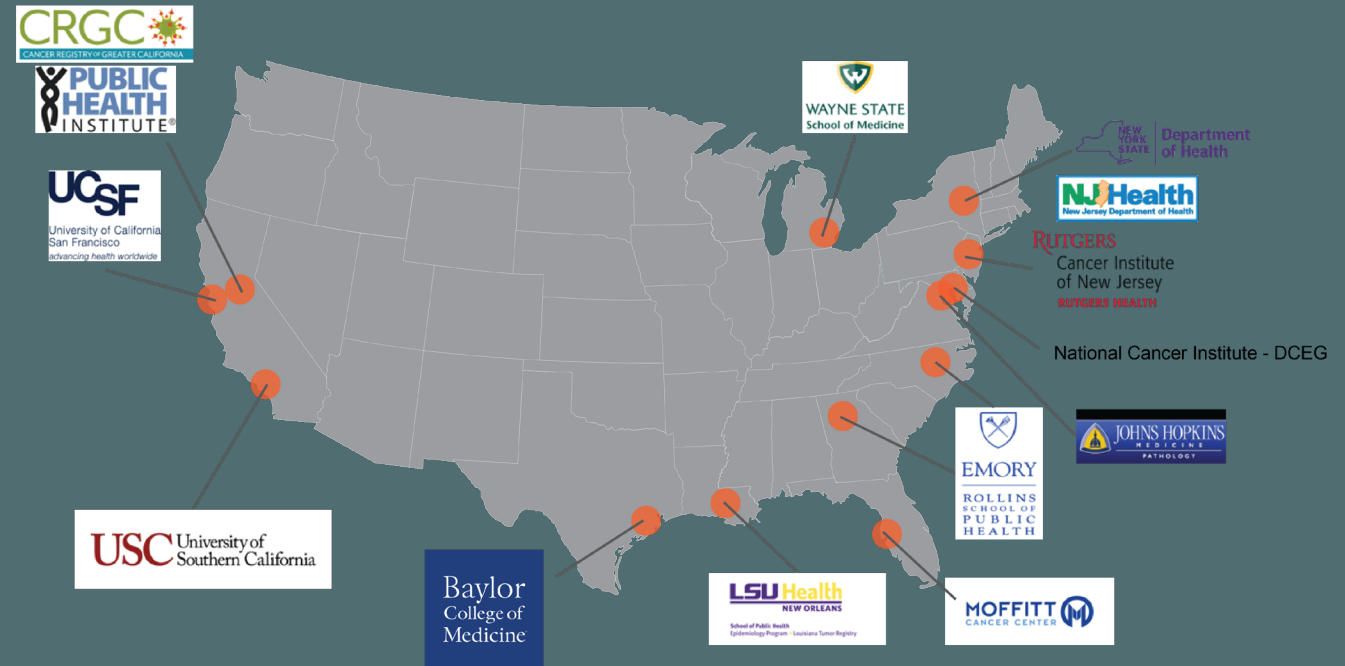 CRGC
CANCER REGISTRY OF GREATER CALIFORNIA
PUBLIC
HEALTH
INSTITUTE®
UCSF
University of California
San Francisco
advancing health worldwide
USC University of
Southern California
Baylor
College of
Medicine
LSU Health
NEW ORLEANS
School of Public Health
Epidemiology Program • Louisiana Tumor Registry
MOFFITT
CANCER CENTER
EMORY
ROLLINS
SCHOOL OF
PUBLIC
HEALTH
JOHNS HOPKINS
MEDICINE
PATHOLOGY
National Cancer Institute - DCEG
RUTGERS
Cancer Institute
of New Jersey
RUTGERS HEALTH
NJ Health
New Jersey Department of Health
NEW
YORK
STATE
Department
of Health
W
WAYNE STATE
School of Medicine